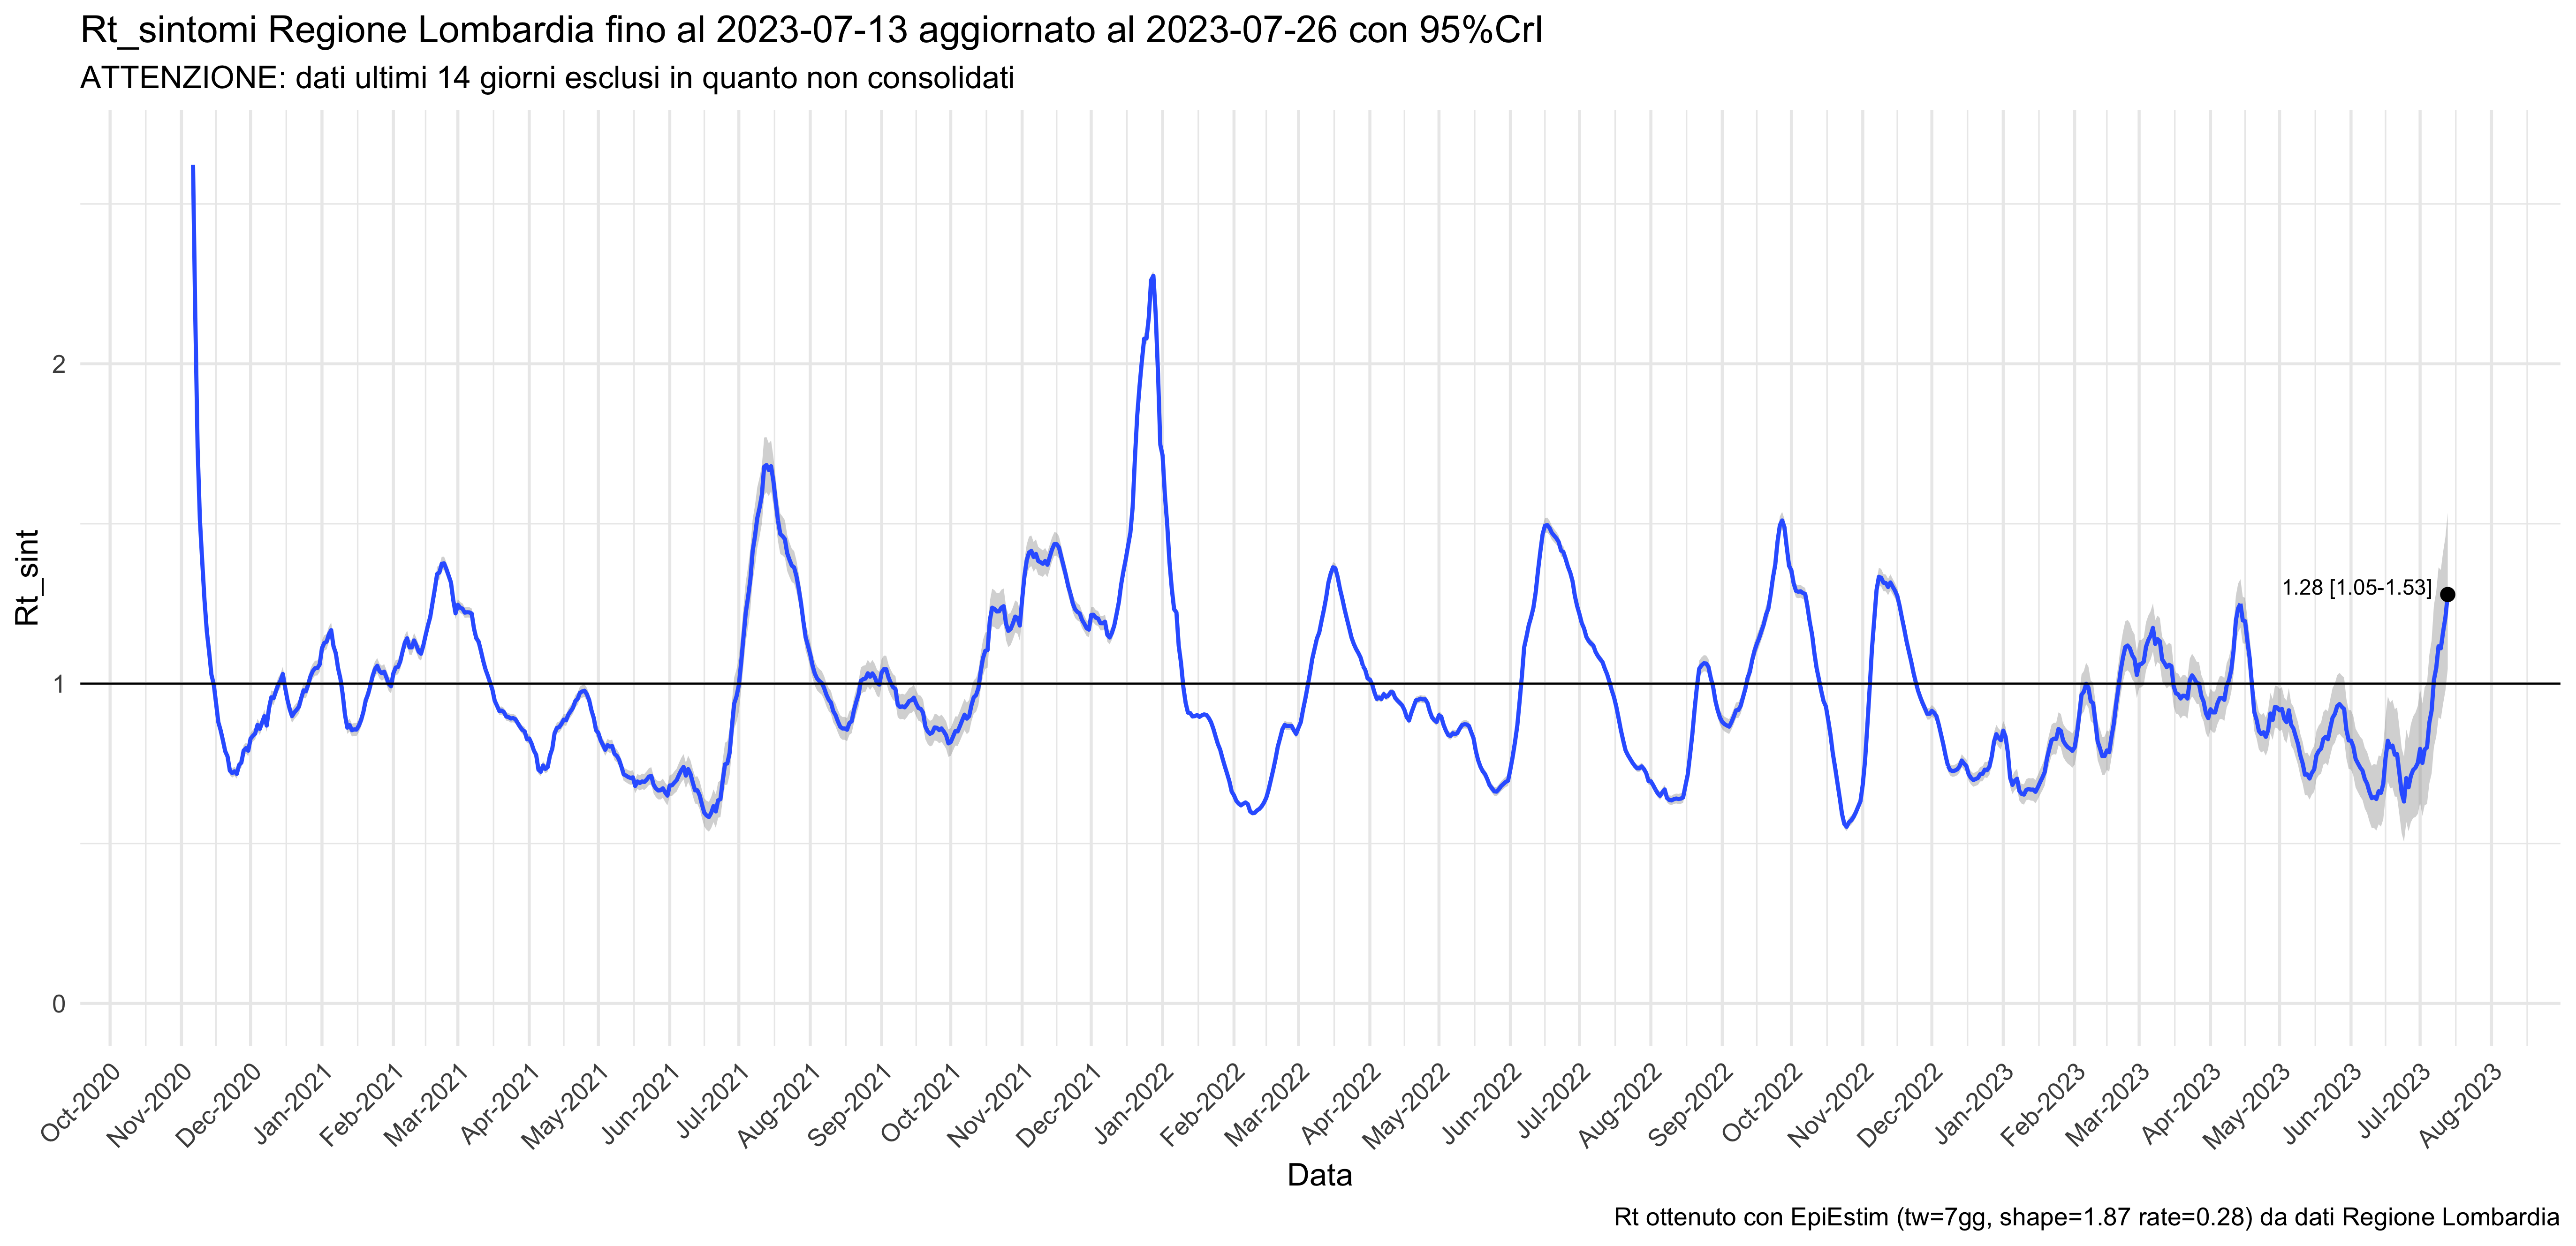 Rt_sintomi Regione Lombardia fino al 2023-07-13 aggiornato al 2023-07-26 con 95%CrI
ATTENZIONE: dati ultimi 14 giorni esclusi in quanto non consolidati
Rt_sint
2
1
0
1.28 [1.05-1.53]
Oct-2020
Nov-2020
Dec-2020
Jan-2021
Feb-2021
Mar-2021
Apr-2021
May-2021
Jun-2021
Jul-2021
Aug-2021
Sep-2021
Oct-2021
Nov-2021
Dec-2021
Jan-2022
Feb-2022
Mar-2022
Apr-2022
May-2022
Jun-2022
Jul-2022
Aug-2022
Sep-2022
Oct-2022
Nov-2022
Dec-2022
Jan-2023
Feb-2023
Mar-2023
Apr-2023
May-2023
Jun-2023
Jul-2023
Aug-2023
Data
Rt ottenuto con EpiEstim (tw=7gg, shape=1.87 rate=0.28) da dati Regione Lombardia